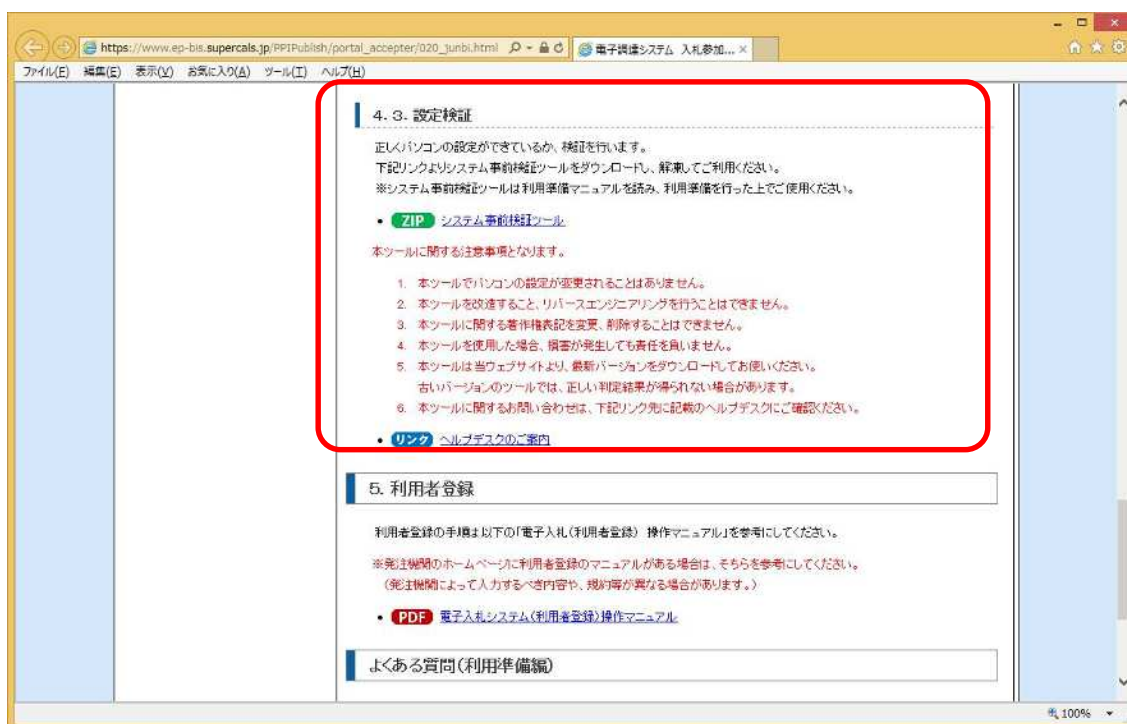 https://www.ep-bis.supercals.jp/PPIPublish/portal_accepter/020_junbi.html
電子調達システム 入札参加...
ファイル(F) 編集(E) 表示(V) お気に入り(A) ツール(T) ヘルプ(H)
4.3.設定検証
正しくパソコンの設定ができているか、検証を行います。
下記リンクよりシステム事前検証ツールをダウンロードし、解凍してご利用ください。
※システム事前検証ツールは利用準備マニュアルを読み、利用準備を行った上でご使用ください。
• ZIP システム事前検証ツール
本ツールに関する注意事項となります。
1. 本ツールでパソコンの設定が変更されることはありません。
2. 本ツールを改造すること、リバースエンジニアリングを行うことはできません。
3. 本ツールに関する著作権表記を変更、削除することはできません。
4. 本ツールを使用した場合、損害が発生しても責任を負いません。
5. 本ツールは当ウェブサイトより、最新バージョンをダウンロードしてお使いください。
古いバージョンのツールでは、正しい判定結果が得られない場合があります。
6. 本ツールに関するお問い合わせは、下記リンク先に記載のヘルプデスクにご確認ください。
• リンク ヘルプデスクのご案内
5. 利用者登録
利用者登録の手順は以下の「電子入札(利用者登録) 操作マニュアル」を参考にしてください。
※発注機関のホームページに利用者登録のマニュアルがある場合は、そちらを参考にしてください。
(発注機関によって入力するべき内容や、規約等が異なる場合があります。)
• PDF 電子入札システム(利用者登録)操作マニュアル
よくある質問(利用準備編)
100%